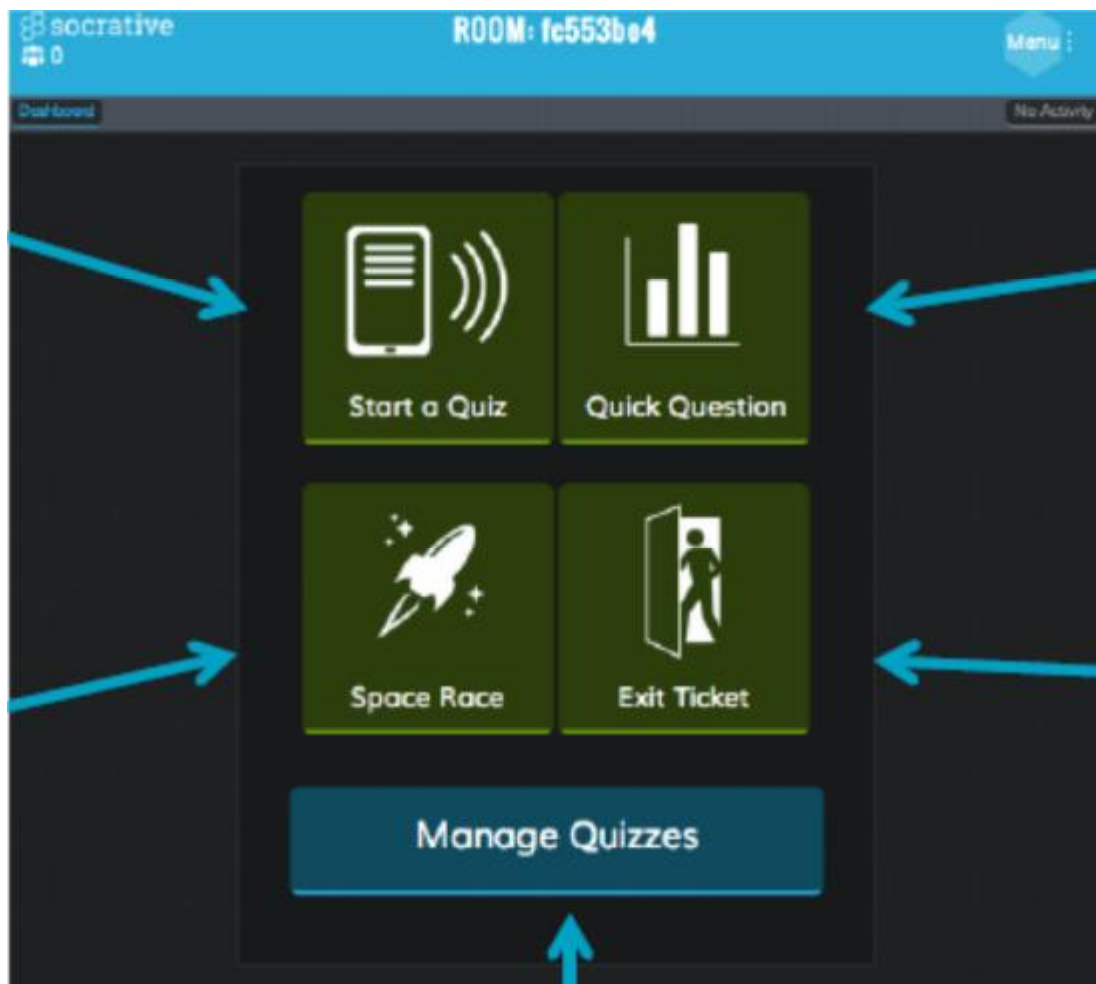 socrative
ROOM: fc553be4
Menu
0
Dashboard
No Activity
Start a Quiz
Quick Question
Space Race
Exit Ticket
Manage Quizzes